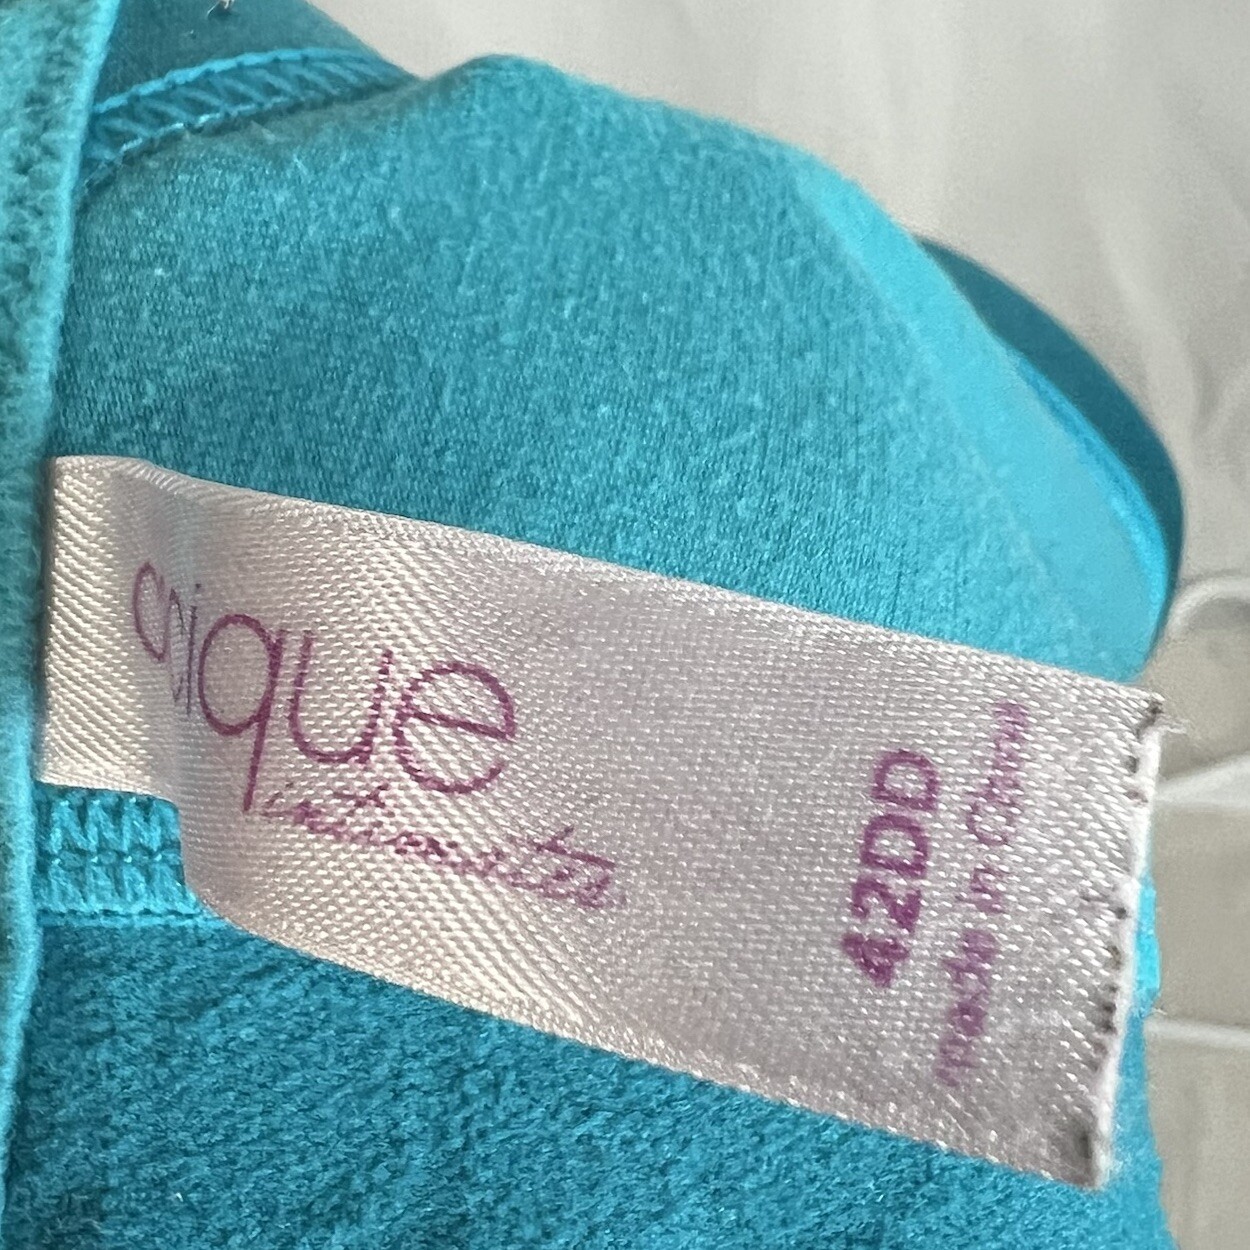 cacique
intimates
42DD
made in China